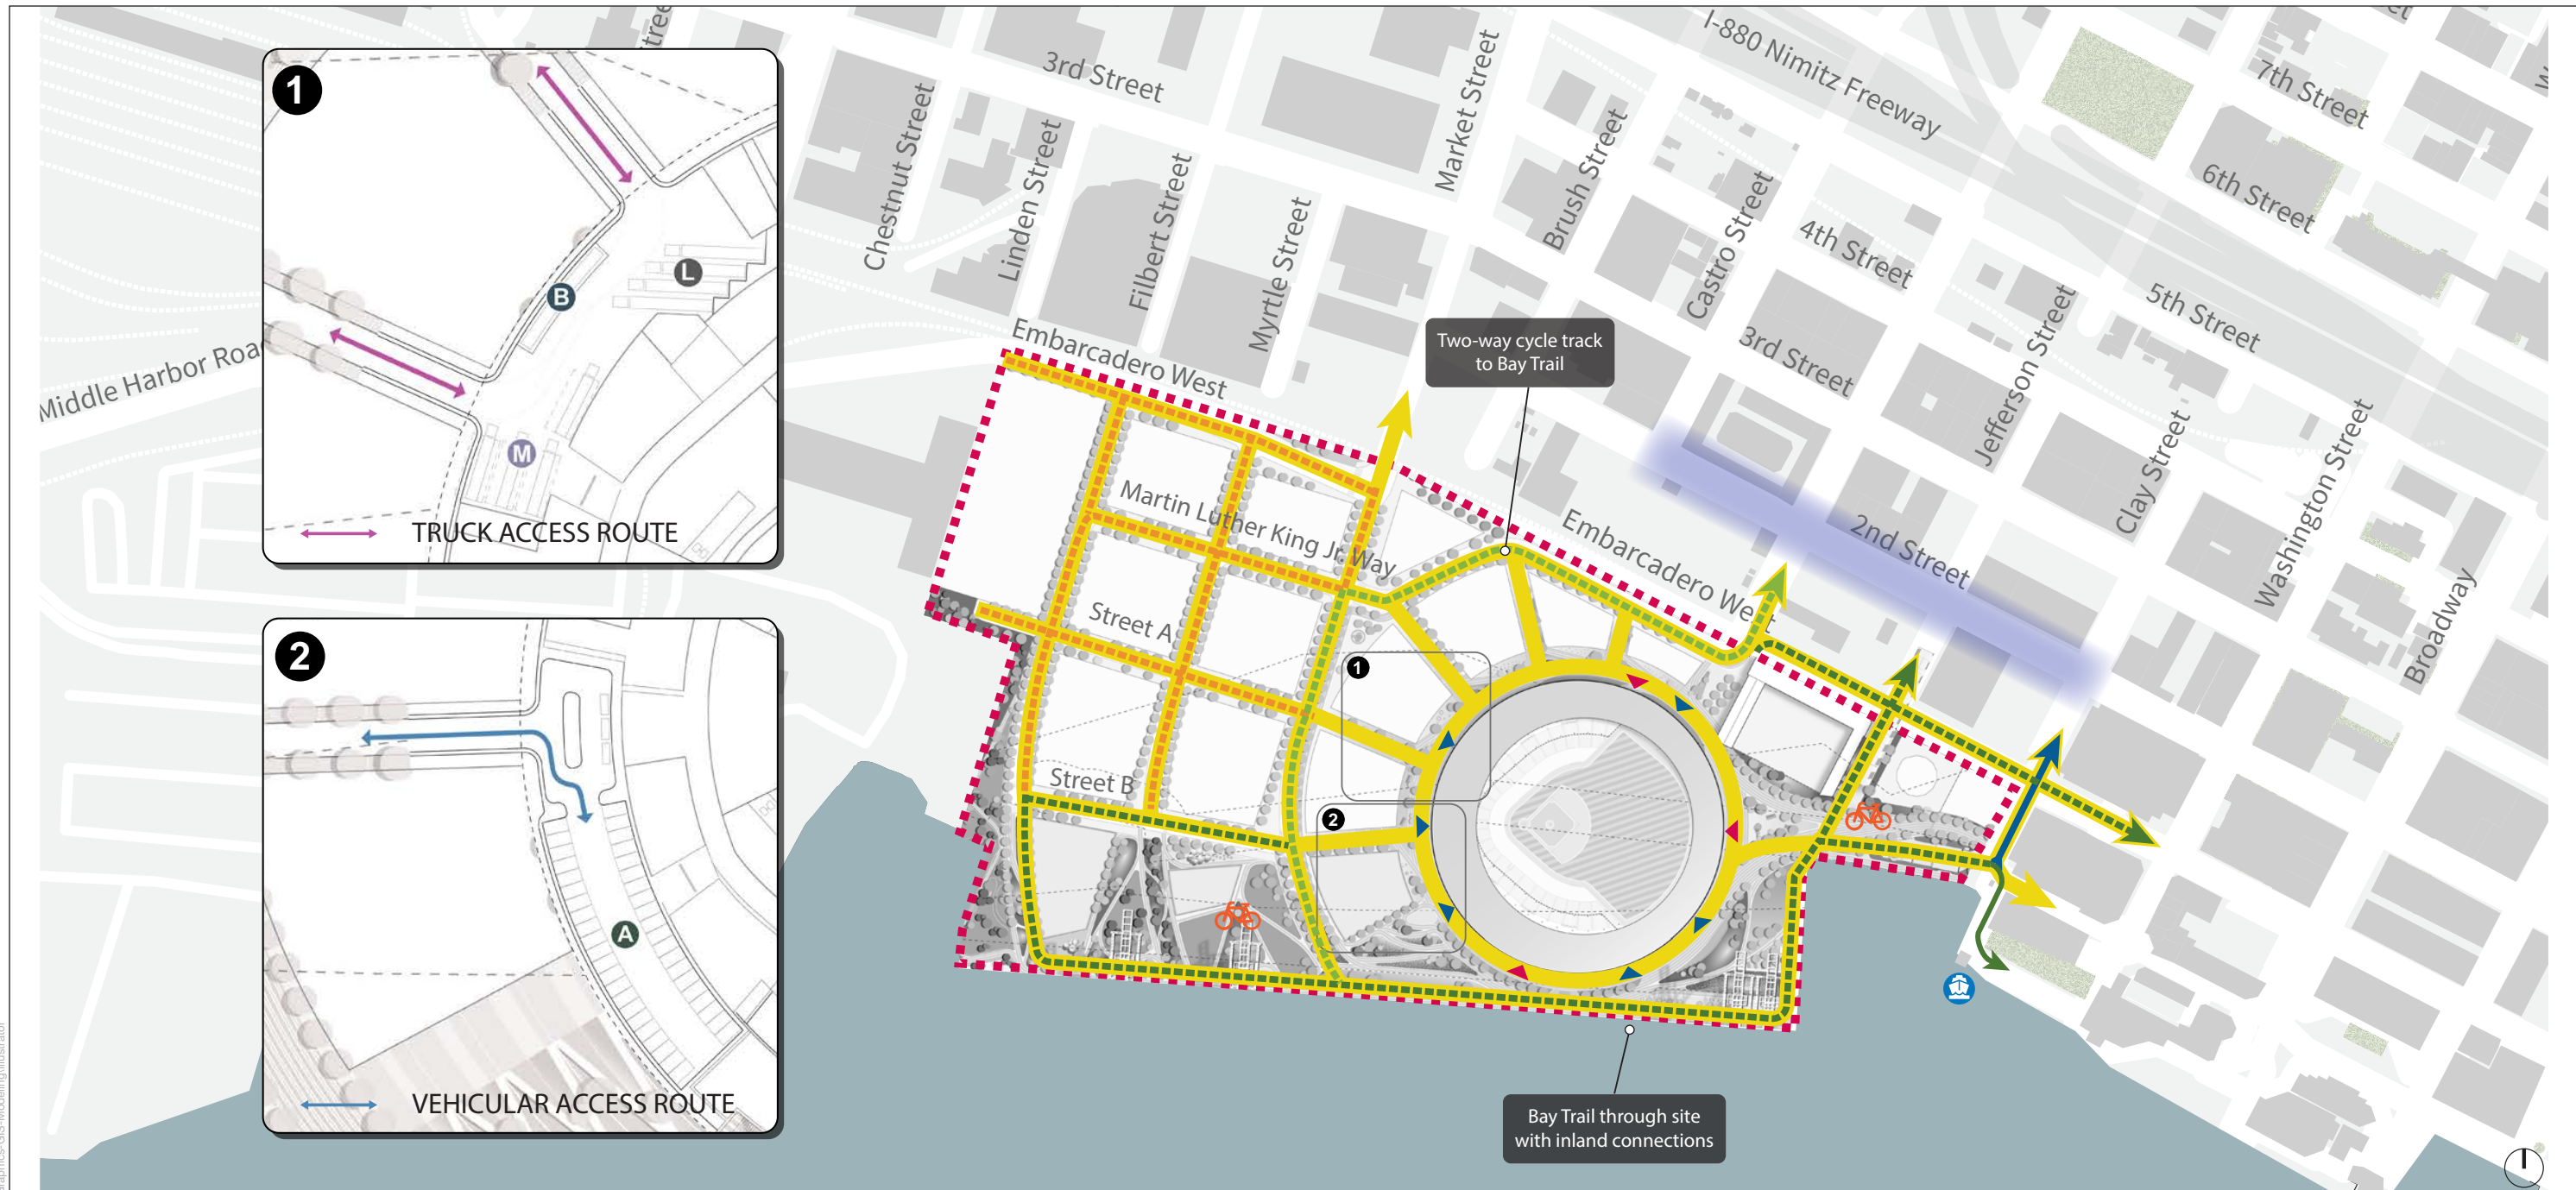 1
B
L
M
TRUCK ACCESS ROUTE
2
A
VEHICULAR ACCESS ROUTE
Middle Harbor Roa
3rd Street
Chestnut Street
Linden Street
Filbert Street
Myrtle Street
Market Street
Brush Street
Castro Street
I-880 Nimitz Freeway
7th Street
6th Street
5th Street
4th Street
3rd Street
2nd Street
Jefferson Street
Clay Street
Washington Street
Broadway
Embarcadero West
Embarcadero West
Two-way cycle track
to Bay Trail
Martin Luther King Jr. Way
Street A
Street B
1
2
Bay Trail through site
with inland connections